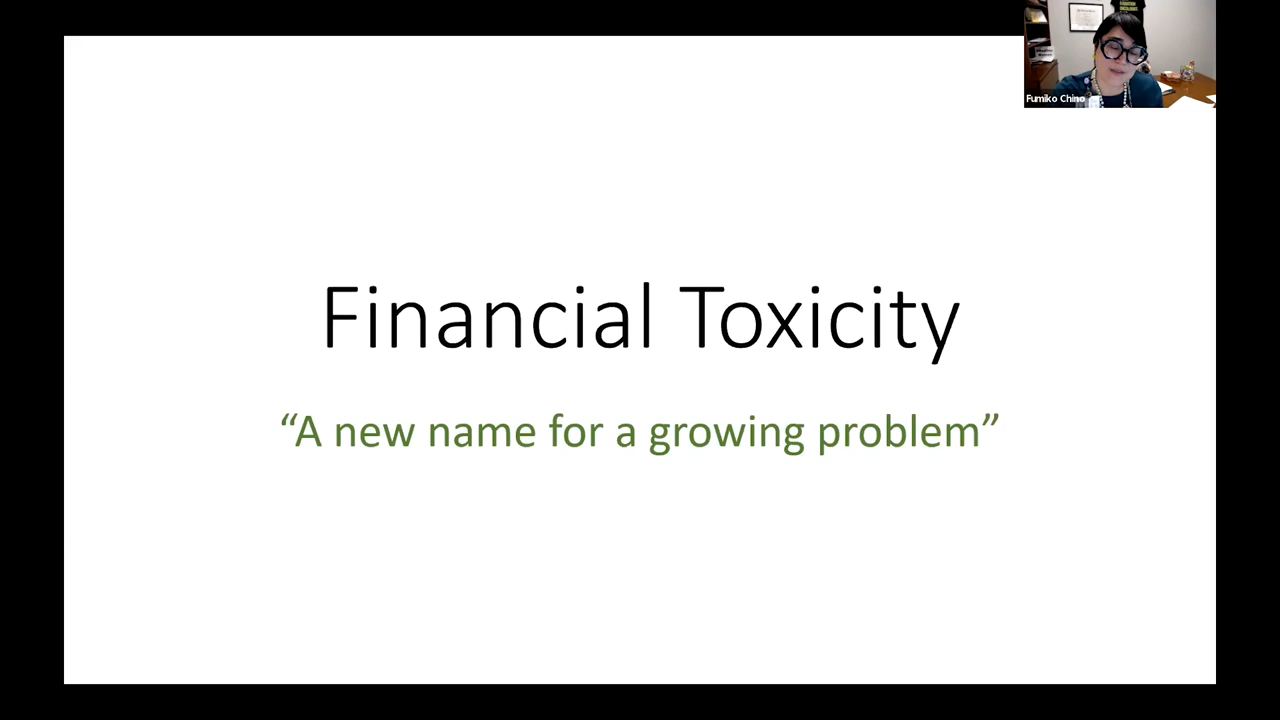 Financial Toxicity
“A new name for a growing problem”
Fumiko Chino